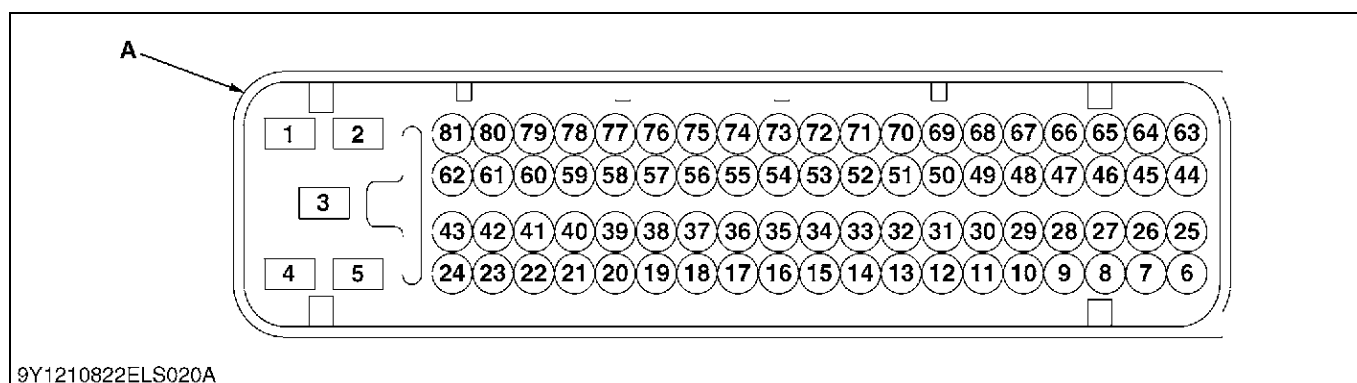 A
1 2 81 80 79 78 77 76 75 74 73 72 71 70 69 68 67 66 65 64 63
62 61 60 59 58 57 56 55 54 53 52 51 50 49 48 47 46 45 44
3
43 42 41 40 39 38 37 36 35 34 33 32 31 30 29 28 27 26 25
4 5 24 23 22 21 20 19 18 17 16 15 14 13 12 11 10 9 8 7 6
9Y1210822ELS020A